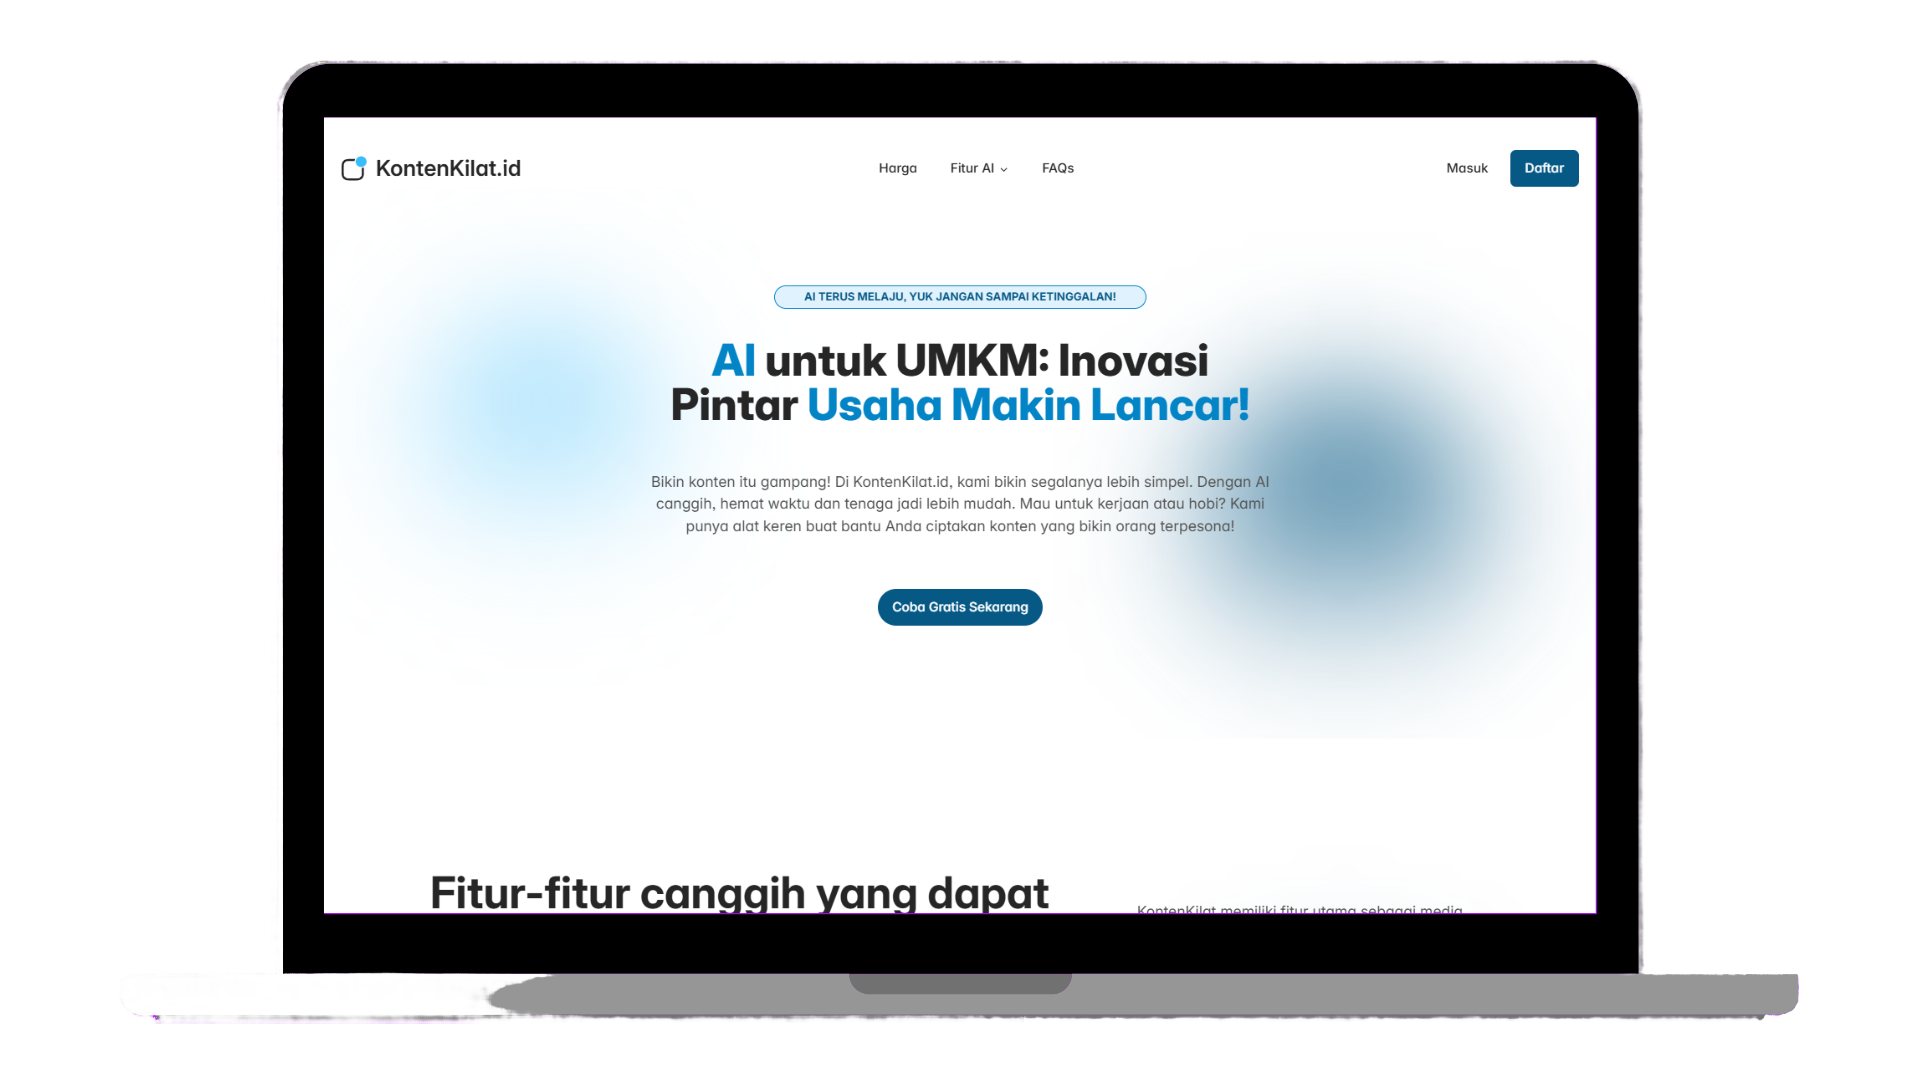 KontenKilat.id
Harga
Fitur AI
FAQs
Masuk
Daftar
AI TERUS MELAJU, YUK JANGAN SAMPAI KETINGGALAN!
AI untuk UMKM: Inovasi
Pintar Usaha Makin Lancar!
Bikin konten itu gampang! Di KontenKilat.id, kami bikin segalanya lebih simpel. Dengan AI
canggih, hemat waktu dan tenaga jadi lebih mudah. Mau untuk kerjaan atau hobi? Kami
punya alat keren buat bantu Anda ciptakan konten yang bikin orang terpesona!
Coba Gratis Sekarang
Fitur-fitur canggih yang dapat
KontenKilat memiliki fitur utama sebagai media